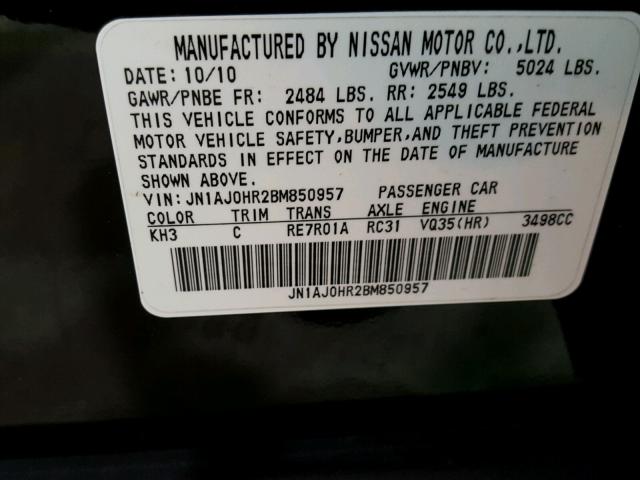 MANUFACTURED BY NISSAN MOTOR CO.,LTD.
DATE: 10/10 GVWR/PNBV: 5024 LBS.
GAWR/PNBE FR: 2484 LBS. RR: 2549 LBS.
THIS VEHICLE CONFORMS TO ALL APPLICABLE FEDERAL
MOTOR VEHICLE SAFETY,BUMPER,AND THEFT PREVENTION
STANDARDS IN EFFECT ON THE DATE OF MANUFACTURE
SHOWN ABOVE.
VIN: JN1AJ0HR2BM850957 PASSENGER CAR
COLOR TRIM TRANS AXLE ENGINE
KH3 C RE7R01A RC31 VQ35(HR) 3498CC
JN1AJ0HR2BM850957